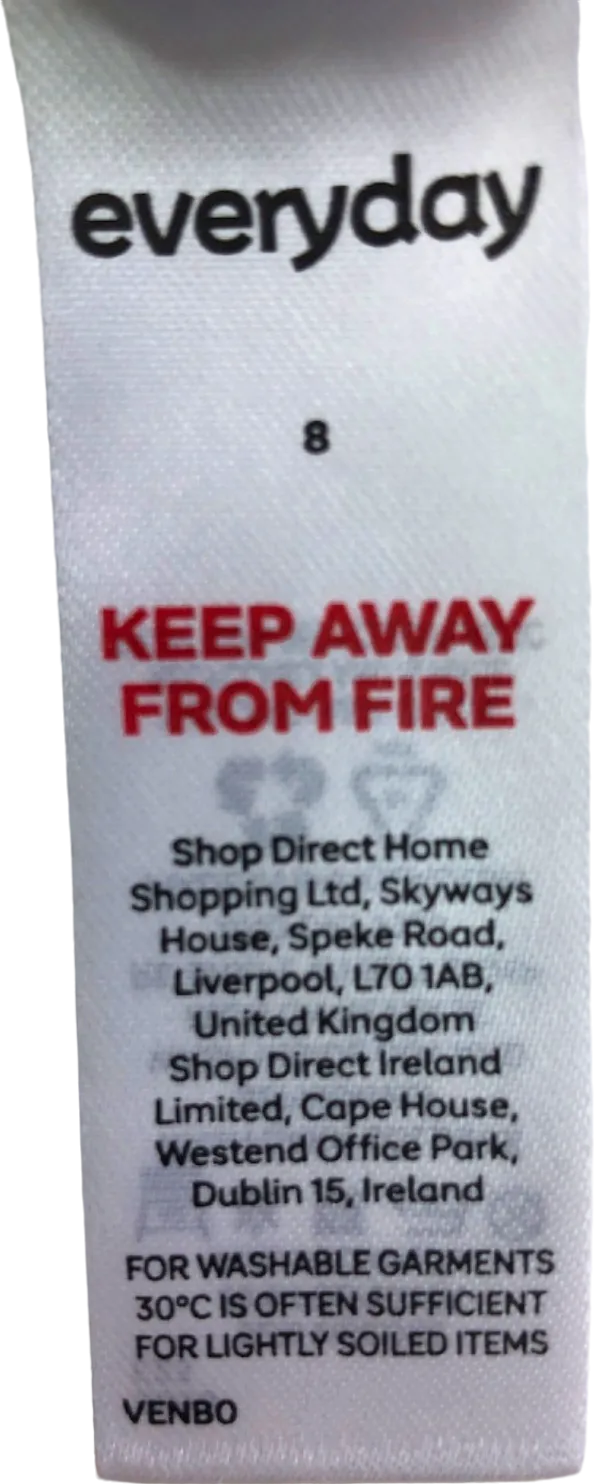 everyday
8
KEEP AWAY
FROM FIRE
Shop Direct Home
Shopping Ltd, Skyways
House, Speke Road,
Liverpool, L70 1AB,
United Kingdom
Shop Direct Ireland
Limited, Cape House,
Westend Office Park,
Dublin 15, Ireland
FOR WASHABLE GARMENTS
30°C IS OFTEN SUFFICIENT
FOR LIGHTLY SOILED ITEMS
VENBO